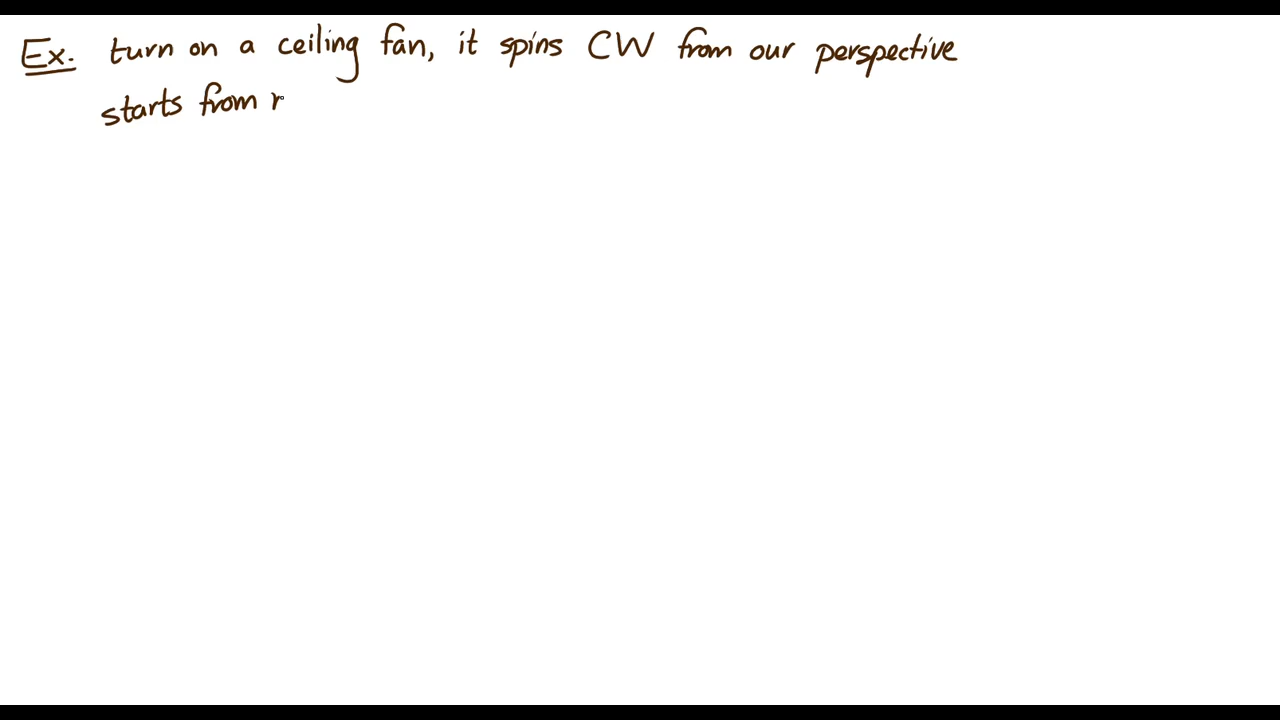 Ex. turn on a ceiling fan, it spins CW from our perspective
starts from r